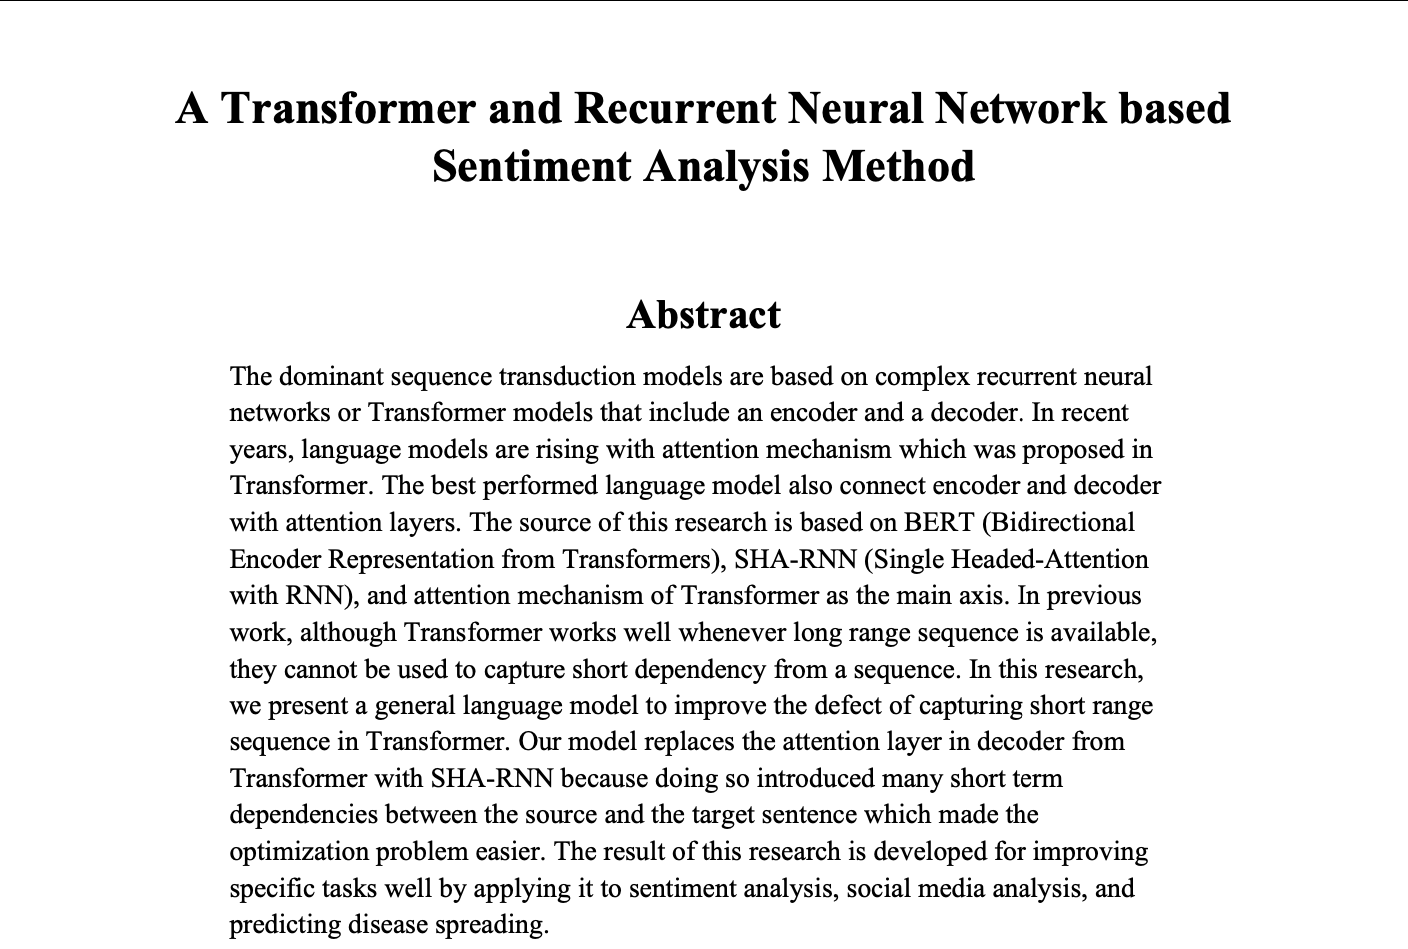 A Transformer and Recurrent Neural Network based
Sentiment Analysis Method
Abstract
The dominant sequence transduction models are based on complex recurrent neural
networks or Transformer models that include an encoder and a decoder. In recent
years, language models are rising with attention mechanism which was proposed in
Transformer. The best performed language model also connect encoder and decoder
with attention layers. The source of this research is based on BERT (Bidirectional
Encoder Representation from Transformers), SHA-RNN (Single Headed-Attention
with RNN), and attention mechanism of Transformer as the main axis. In previous
work, although Transformer works well whenever long range sequence is available,
they cannot be used to capture short dependency from a sequence. In this research,
we present a general language model to improve the defect of capturing short range
sequence in Transformer. Our model replaces the attention layer in decoder from
Transformer with SHA-RNN because doing so introduced many short term
dependencies between the source and the target sentence which made the
optimization problem easier. The result of this research is developed for improving
specific tasks well by applying it to sentiment analysis, social media analysis, and
predicting disease spreading.